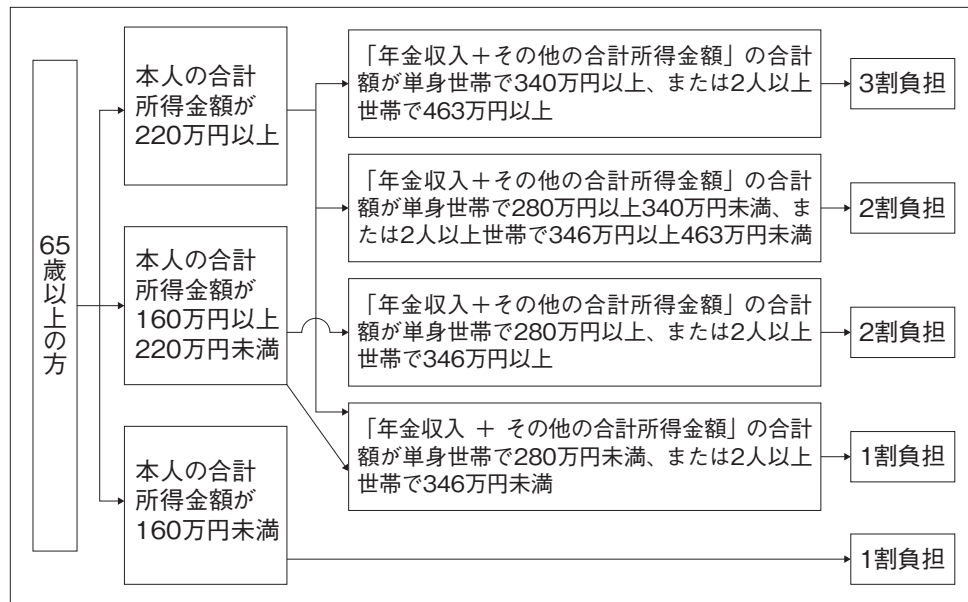 65歳以上の方
本人の合計
所得金額が
220万円以上
「年金収入＋その他の合計所得金額」の合計
額が単身世帯で340万円以上、または2人以上
世帯で463万円以上
3割負担
「年金収入＋その他の合計所得金額」の合計
額が単身世帯で280万円以上340万円未満、ま
たは2人以上世帯で346万円以上463万円未満
2割負担
本人の合計
所得金額が
160万円以上
220万円未満
「年金収入＋その他の合計所得金額」の合計
額が単身世帯で280万円以上、または2人以上
世帯で346万円以上
2割負担
「年金収入 ＋ その他の合計所得金額」の合計
額が単身世帯で280万円未満、または2人以上
世帯で346万円未満
1割負担
本人の合計
所得金額が
160万円未満
1割負担